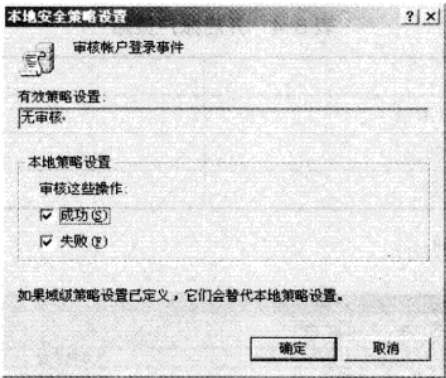 本地安全策略设置
审核帐户登录事件
有效策略设置:
无审核.
本地策略设置
审核这些操作:
成功(S)
失败(F)
如果域级策略设置已定义，它们会替代本地策略设置。
确定 取消